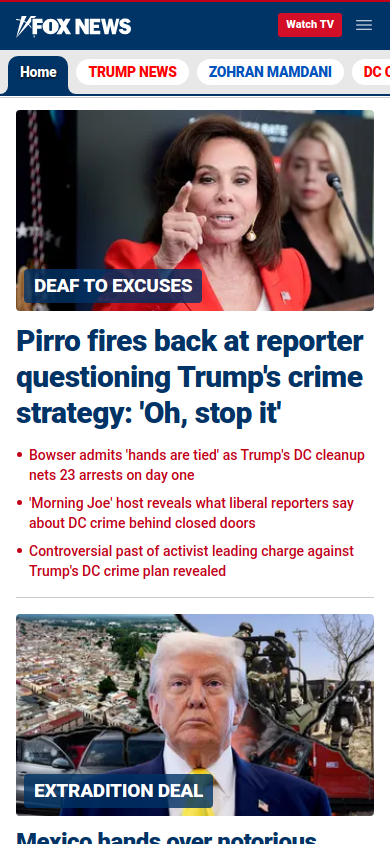 FOX NEWS
Watch TV
Home
TRUMP NEWS
ZOHRAN MAMDANI
DC C
DEAF TO EXCUSES
Pirro fires back at reporter
questioning Trump's crime
strategy: 'Oh, stop it'
• Bowser admits 'hands are tied' as Trump's DC cleanup
nets 23 arrests on day one
• 'Morning Joe' host reveals what liberal reporters say
about DC crime behind closed doors
• Controversial past of activist leading charge against
Trump's DC crime plan revealed
EXTRADITION DEAL
Mexico hands over notorious